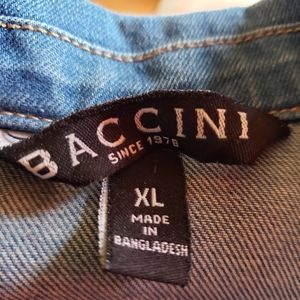 BACCINI
SINCE 1978
XL
MADE
IN
BANGLADESH